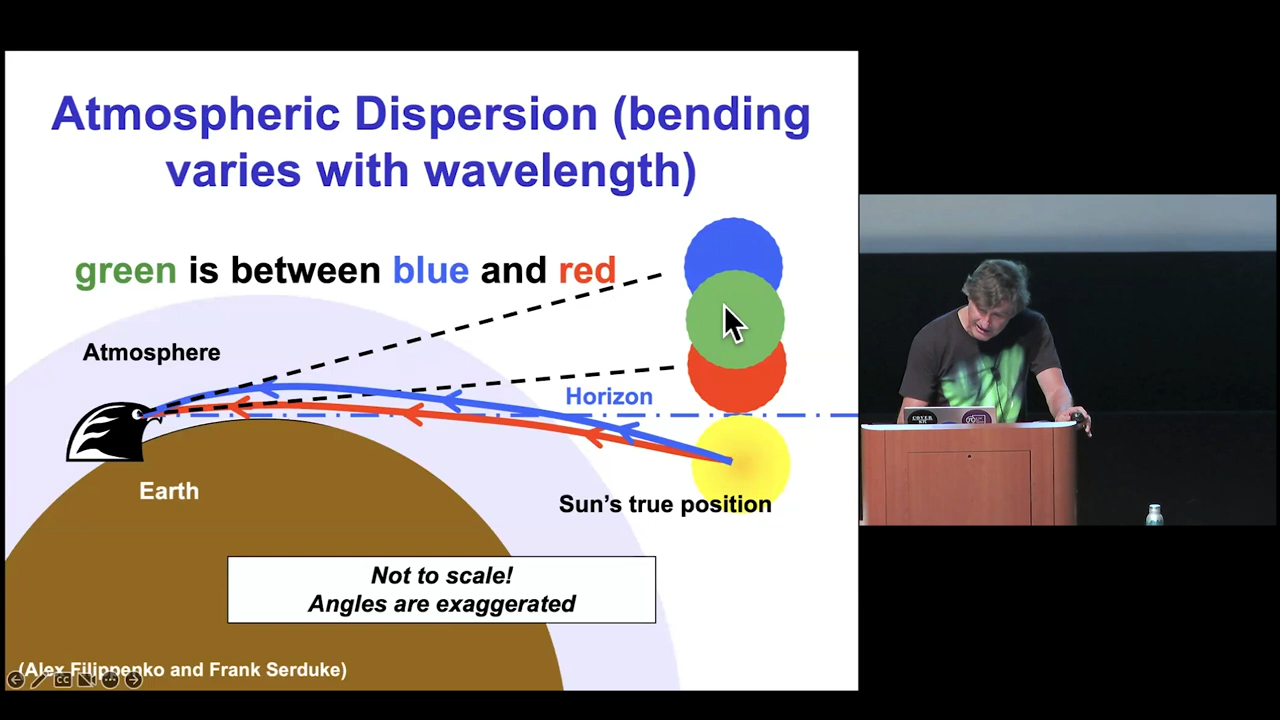 Atmospheric Dispersion (bending
varies with wavelength)
green is between blue and red
Atmosphere
Horizon
Earth
Sun’s true position
Not to scale!
Angles are exaggerated
(Alex Filippenko and Frank Serduke)
CC